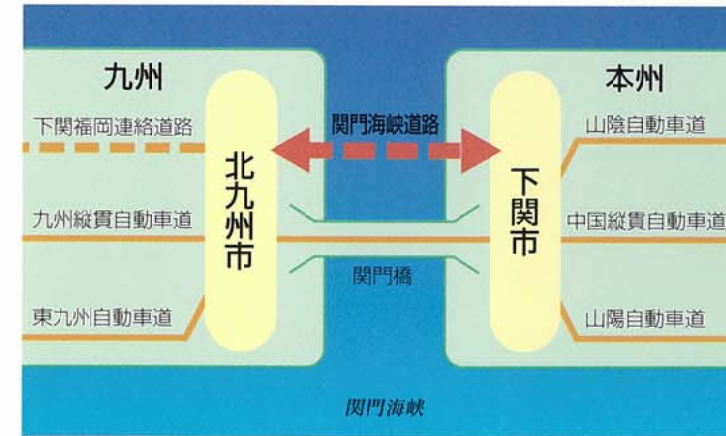 九州
本州
下関福岡連絡道路
関門海峡道路
山陰自動車道
北九州市
下関市
九州縦貫自動車道
中国縦貫自動車道
関門橋
東九州自動車道
山陽自動車道
関門海峡